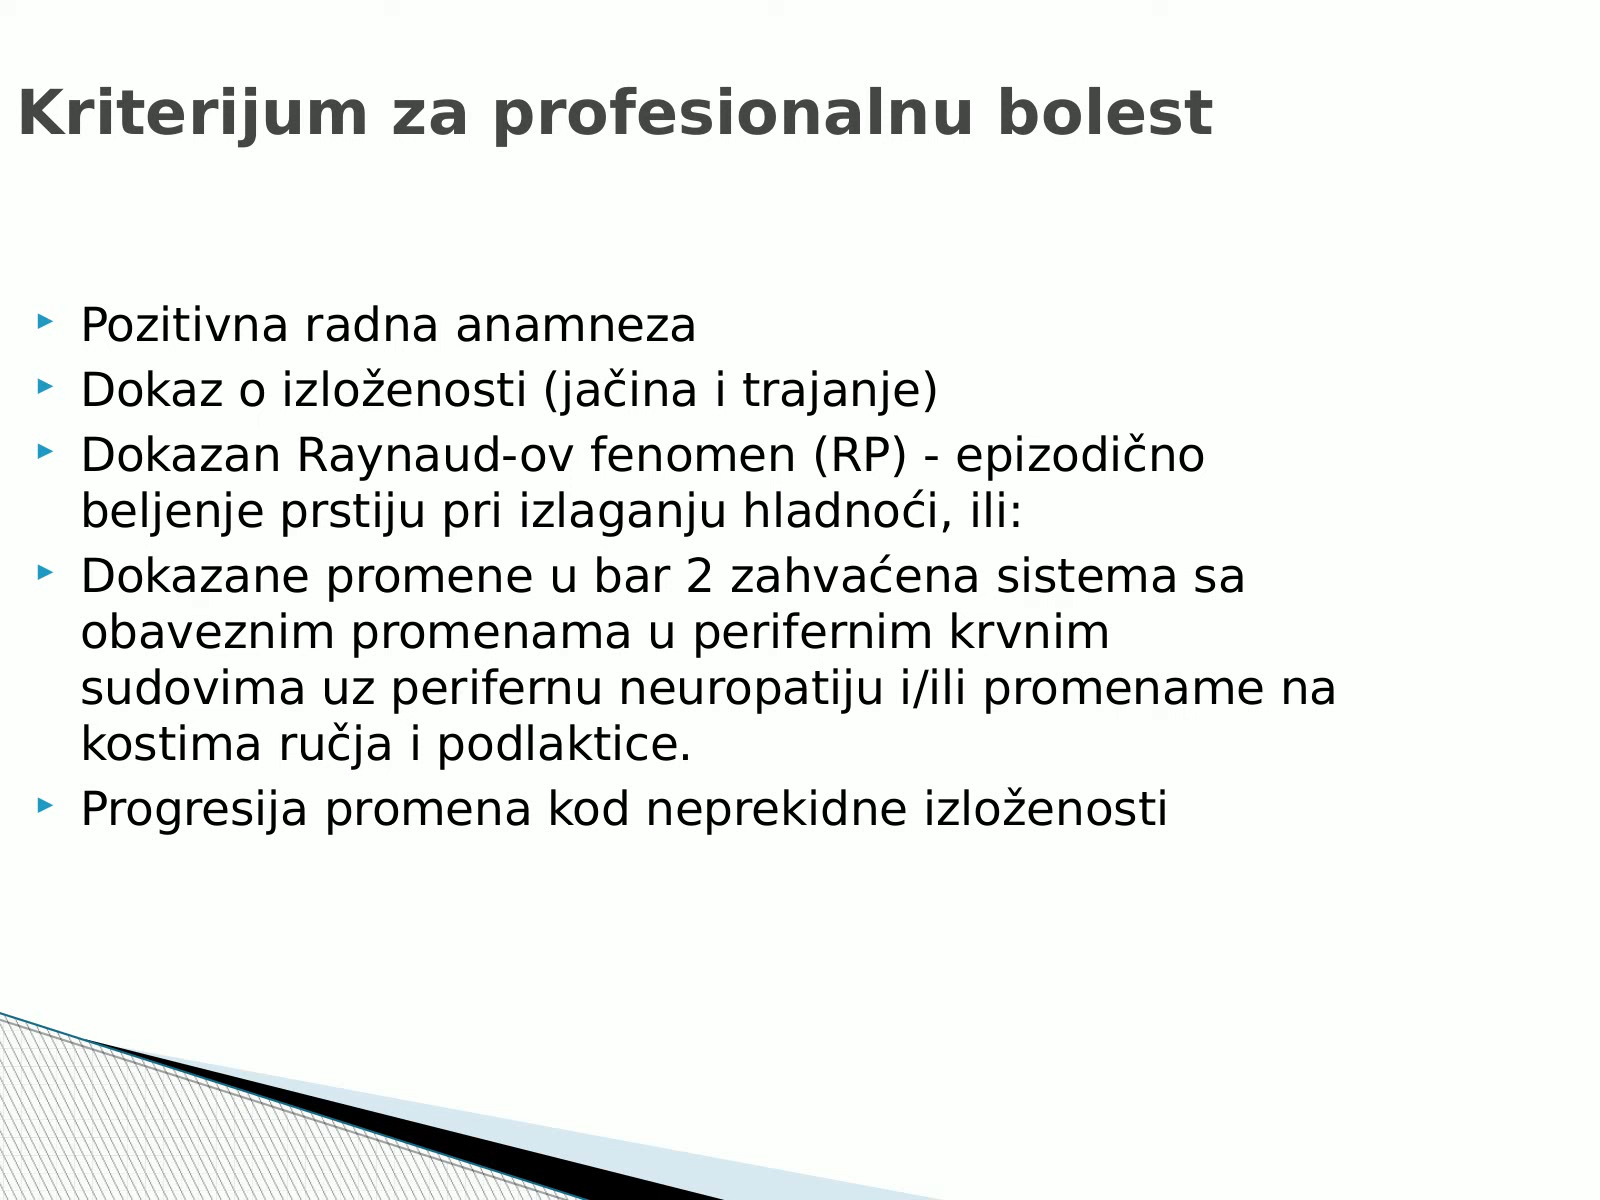 Kriterijum za profesionalnu bolest
Pozitivna radna anamneza
Dokaz o izloženosti (jačina i trajanje)
Dokazan Raynaud-ov fenomen (RP) - epizodično
beljenje prstiju pri izlaganju hladnoći, ili:
Dokazane promene u bar 2 zahvaćena sistema sa
obaveznim promenama u perifernim krvnim
sudovima uz perifernu neuropatiju i/ili promename na
kostima ručja i podlaktice.
Progresija promena kod neprekidne izloženosti